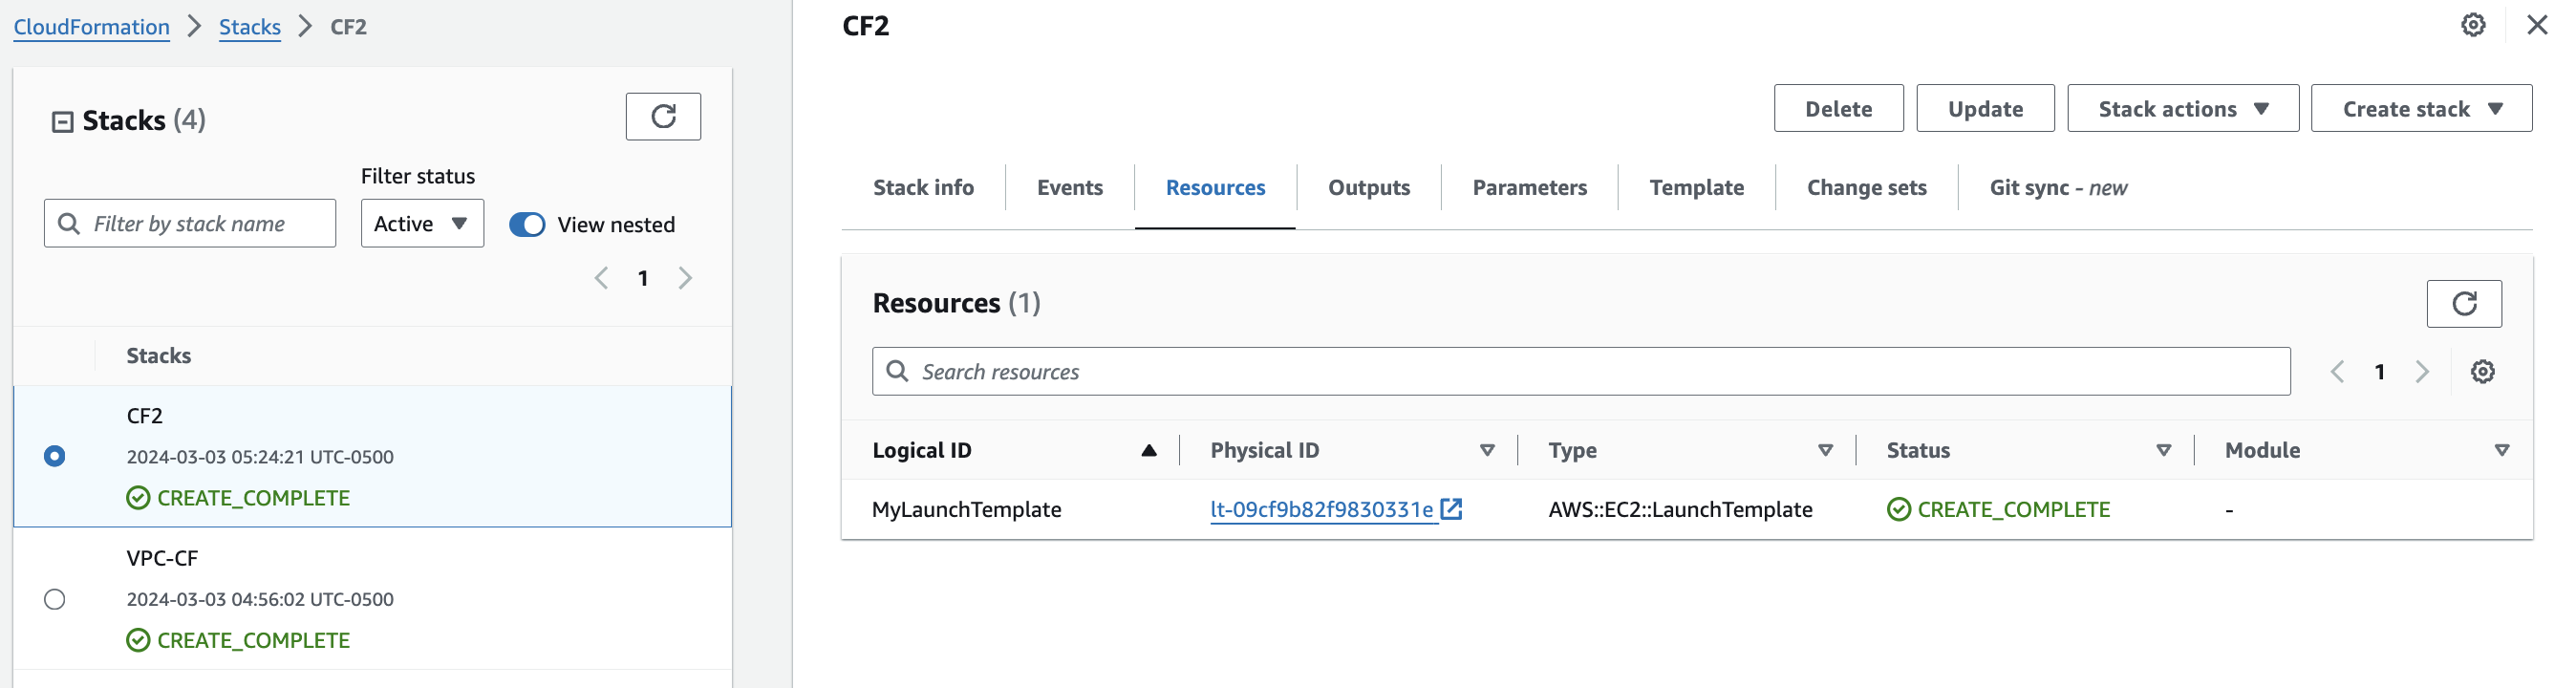 CloudFormation > Stacks > CF2
Stacks (4)
Filter status
Filter by stack name
Active
View nested
1
Stacks
CF2
2024-03-03 05:24:21 UTC-0500
CREATE_COMPLETE
VPC-CF
2024-03-03 04:56:02 UTC-0500
CREATE_COMPLETE
CF2
Delete Update Stack actions Create stack
Stack info Events Resources Outputs Parameters Template Change sets Git sync - new
Resources (1)
Search resources
1
Logical ID Physical ID Type Status Module
MyLaunchTemplate lt-09cf9b82f9830331e AWS::EC2::LaunchTemplate CREATE_COMPLETE -